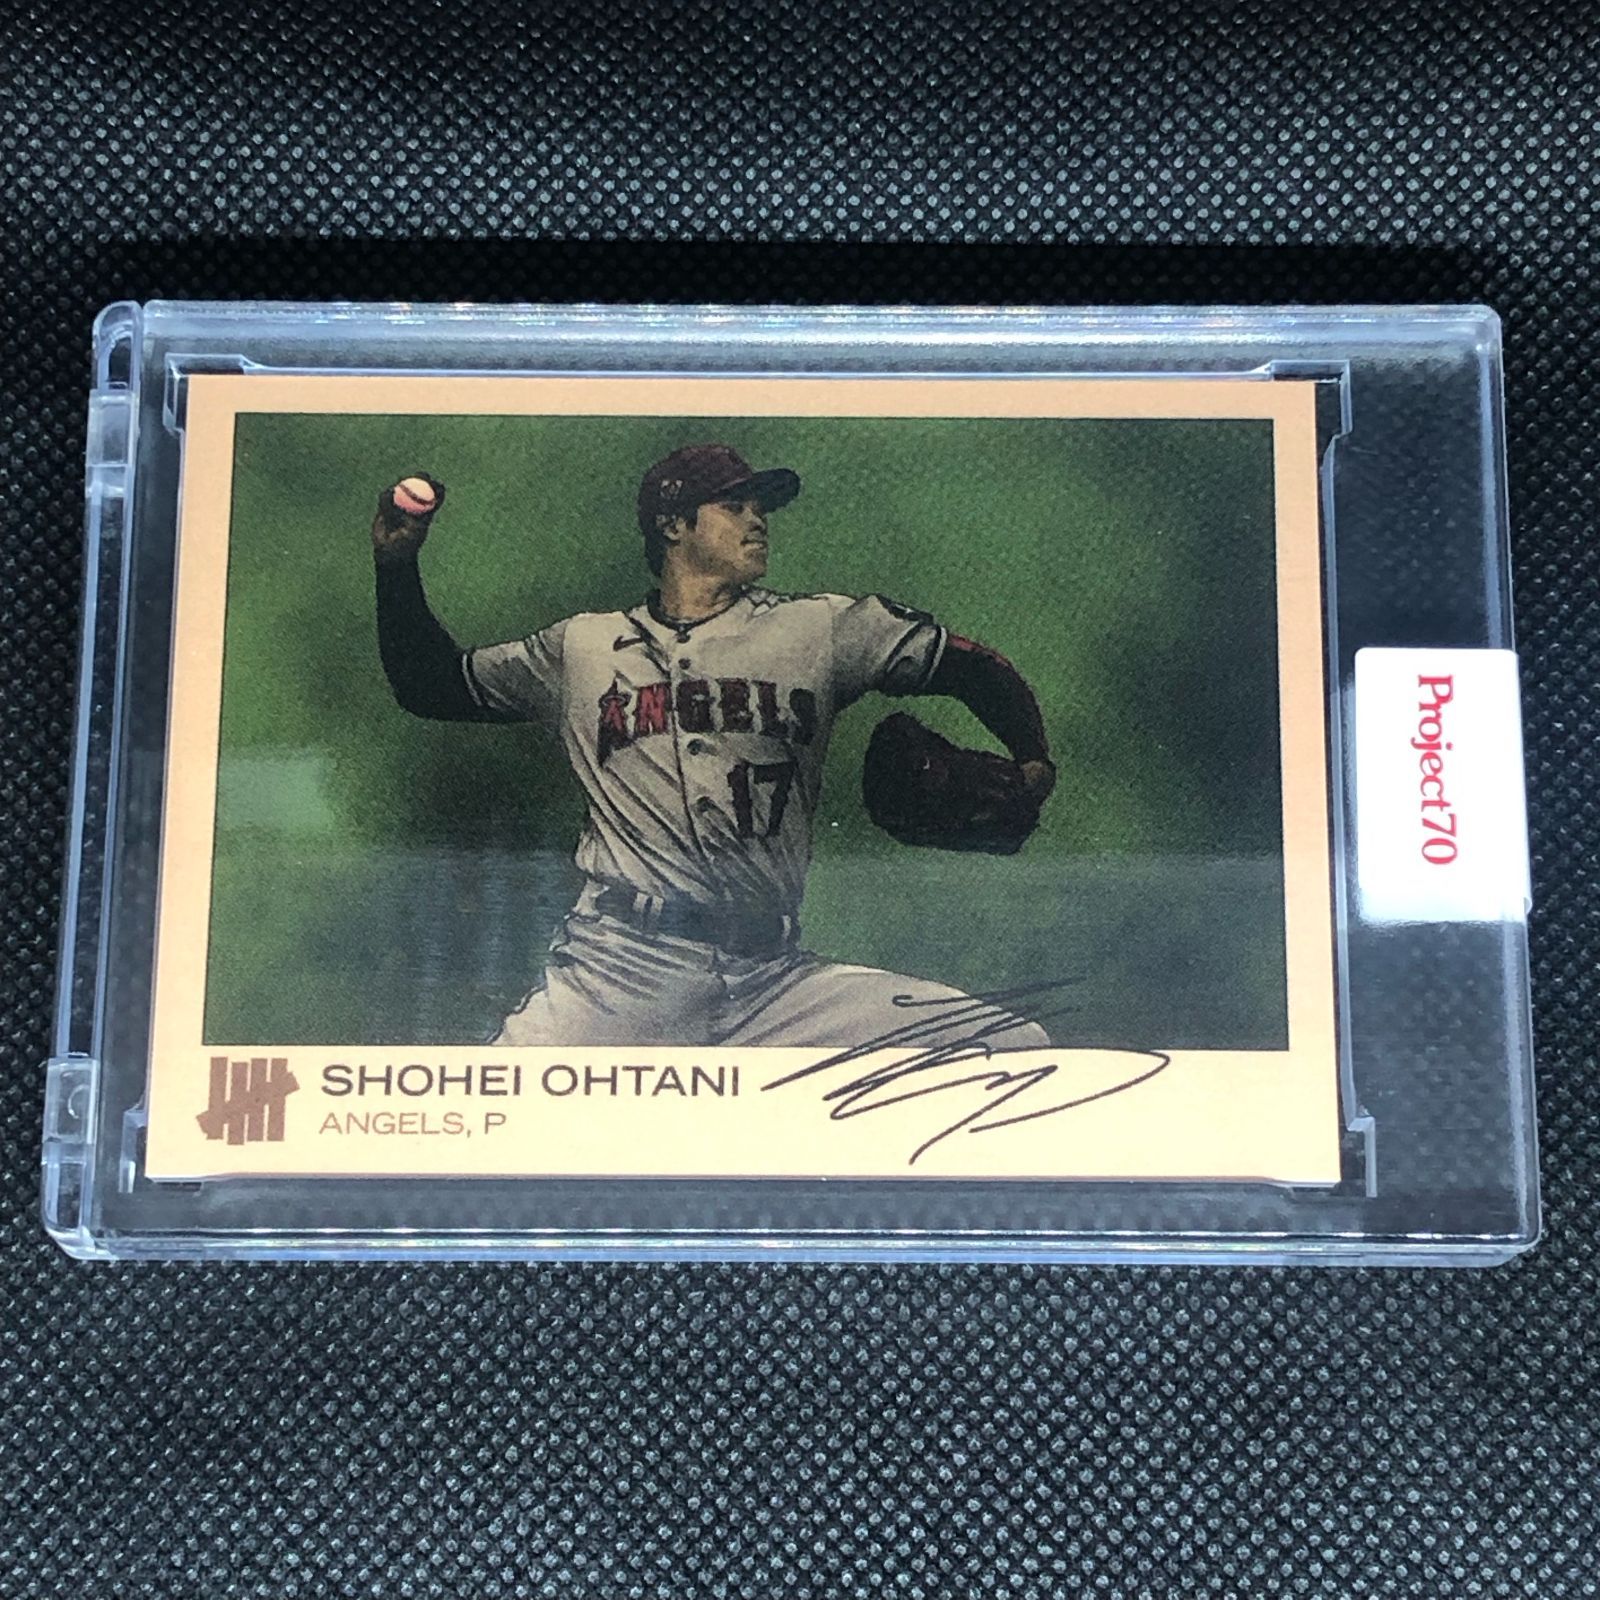 ANGELS
17
SHOHEI OHTANI
ANGELS, P
Project70